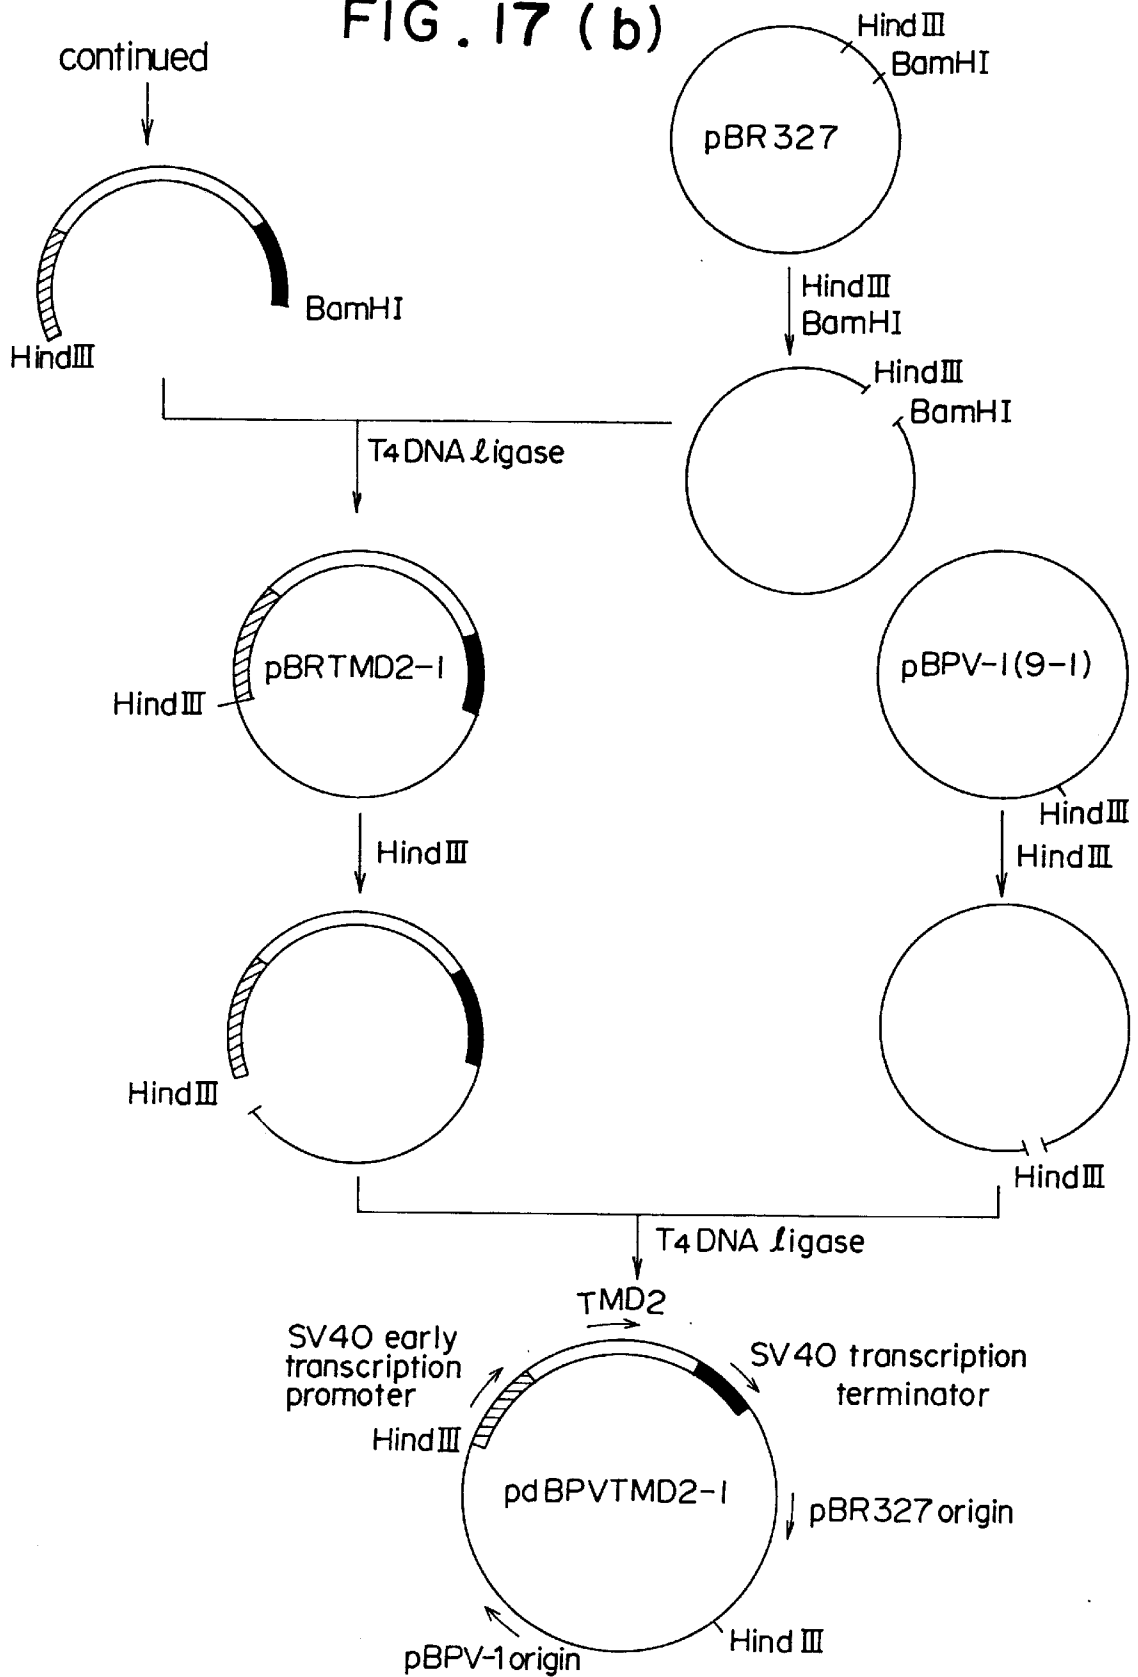 FIG. 17 (b)
continued
HindIII
BamHI
pBR327
HindIII
BamHI
BamHI
HindIII
HindIII
BamHI
T4 DNA ligase
pBRTMD2-1
HindIII
pBPV-1(9-1)
HindIII
HindIII
HindIII
HindIII
HindIII
T4 DNA ligase
TMD2
SV40 early
transcription
promoter
SV40 transcription
terminator
HindIII
pdBPVTMD2-1
pBR327 origin
HindIII
pBPV-1 origin